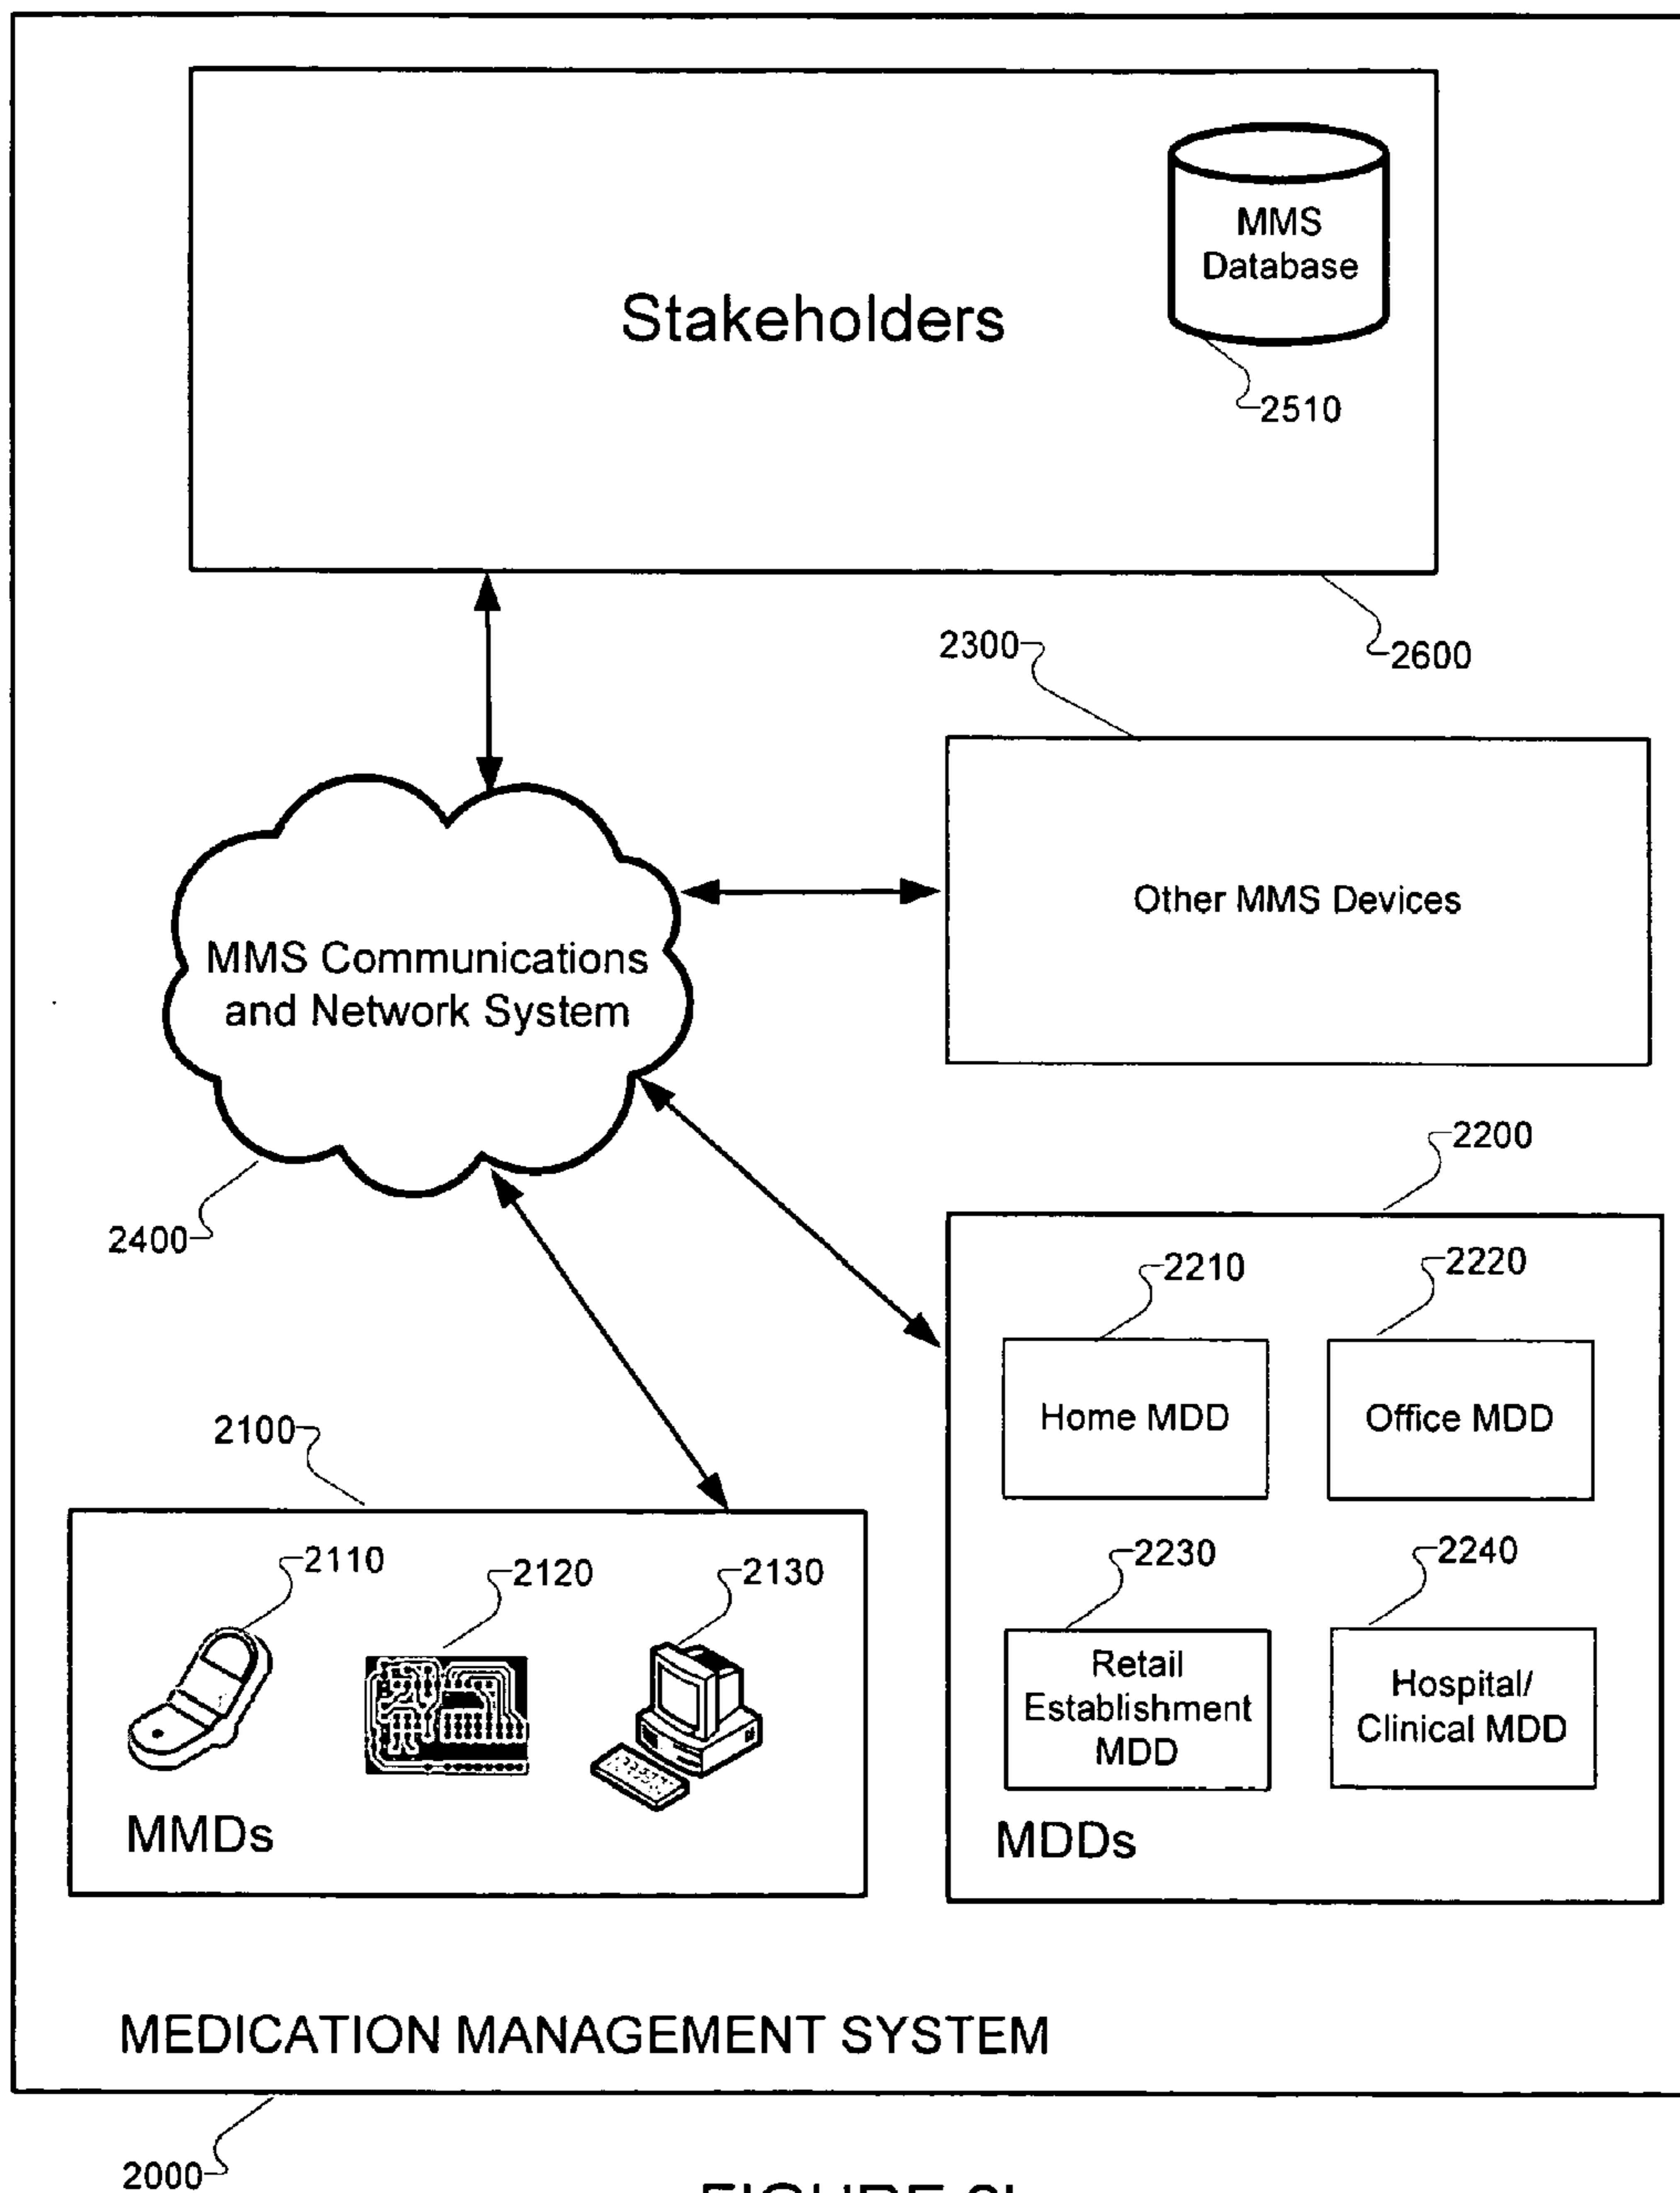 MMS
Database
Stakeholders
2510
2600
2300
Other MMS Devices
MMS Communications
and Network System
2400
2200
2210
2220
Home MDD
Office MDD
2100
2110
2120
2130
2230
2240
Retail
Establishment
MDD
Hospital/
Clinical MDD
MMDs
MDDs
MEDICATION MANAGEMENT SYSTEM
2000